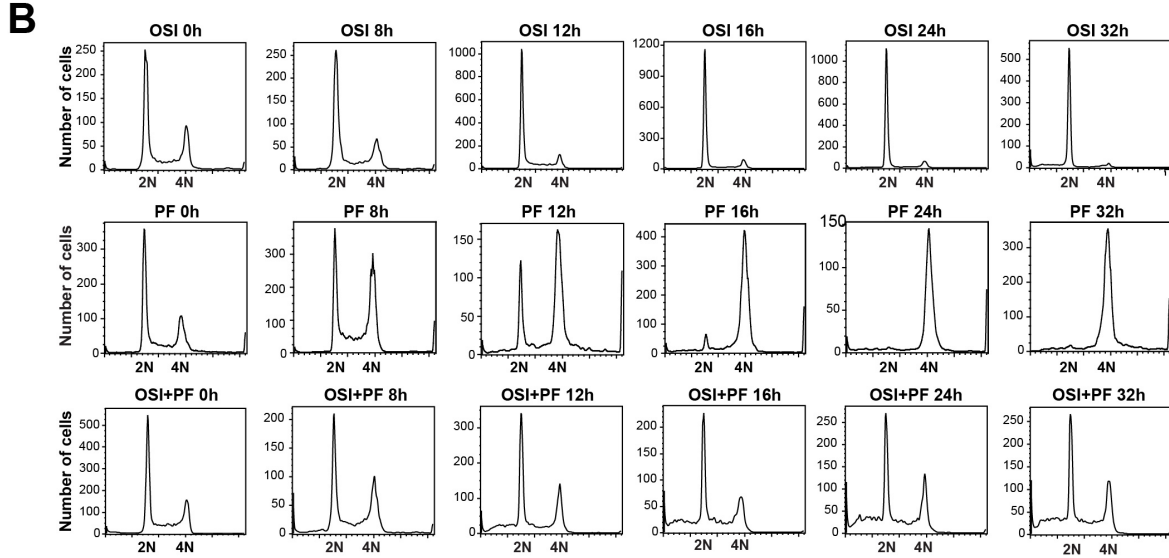 B
OSI 0h OSI 8h OSI 12h OSI 16h OSI 24h OSI 32h
Number of cells
250 200 150 100 50 0
250 200 150 100 50 0
1000 800 600 400 200 0
1200 900 600 300 0
1000 800 600 400 200 0
500 400 300 200 100 0
2N 4N 2N 4N 2N 4N 2N 4N 2N 4N 2N 4N
PF 0h PF 8h PF 12h PF 16h PF 24h PF 32h
Number of cells
300 200 100 0
300 200 100 0
150 100 50 0
400 300 200 100 0
150 100 50 0
300 200 100 0
2N 4N 2N 4N 2N 4N 2N 4N 2N 4N 2N 4N
OSI+PF 0h OSI+PF 8h OSI+PF 12h OSI+PF 16h OSI+PF 24h OSI+PF 32h
Number of cells
500 400 300 200 100 0
200 150 100 50 0
300 200 100 0
200 150 100 50 0
250 200 150 100 50 0
250 200 150 100 50 0
2N 4N 2N 4N 2N 4N 2N 4N 2N 4N 2N 4N